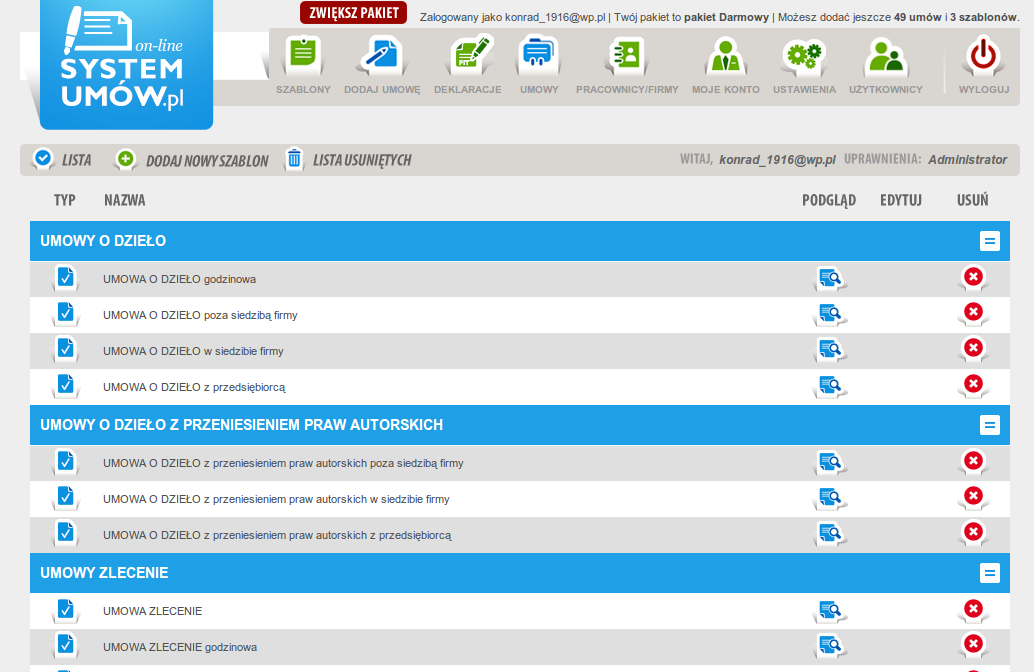 ZWIĘKSZ PAKIET
Zalogowany jako konrad_1916@wp.pl | Twój pakiet to pakiet Darmowy | Możesz dodać jeszcze 49 umów i 3 szablonów.
on-line
SYSTEM
UMÓW.pl
SZABLONY
DODAJ UMOWĘ
PIT
DEKLARACJE
UMOWY
PRACOWNICY/FIRMY
MOJE KONTO
USTAWIENIA
UŻYTKOWNICY
WYLOGUJ
LISTA
DODAJ NOWY SZABLON
LISTA USUNIĘTYCH
WITAJ, konrad_1916@wp.pl UPRAWNIENIA: Administrator
TYP NAZWA PODGLĄD EDYTUJ USUŃ
UMOWY O DZIEŁO
UMOWA O DZIEŁO godzinowa
UMOWA O DZIEŁO poza siedzibą firmy
UMOWA O DZIEŁO w siedzibie firmy
UMOWA O DZIEŁO z przedsiębiorcą
UMOWY O DZIEŁO Z PRZENIESIENIEM PRAW AUTORSKICH
UMOWA O DZIEŁO z przeniesieniem praw autorskich poza siedzibą firmy
UMOWA O DZIEŁO z przeniesieniem praw autorskich w siedzibie firmy
UMOWA O DZIEŁO z przeniesieniem praw autorskich z przedsiębiorcą
UMOWY ZLECENIE
UMOWA ZLECENIE
UMOWA ZLECENIE godzinowa